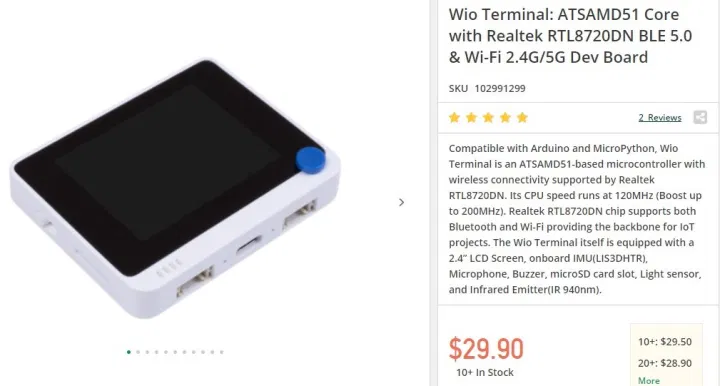 Wio Terminal: ATSAMD51 Core
with Realtek RTL8720DN BLE 5.0
& Wi-Fi 2.4G/5G Dev Board
SKU 102991299
2 Reviews
Compatible with Arduino and MicroPython, Wio
Terminal is an ATSAMD51-based microcontroller with
wireless connectivity supported by Realtek
RTL8720DN. Its CPU speed runs at 120MHz (Boost up
to 200MHz). Realtek RTL8720DN chip supports both
Bluetooth and Wi-Fi providing the backbone for IoT
projects. The Wio Terminal itself is equipped with a
2.4” LCD Screen, onboard IMU(LIS3DHTR),
Microphone, Buzzer, microSD card slot, Light sensor,
and Infrared Emitter(IR 940nm).
$29.90
10+ In Stock
10+: $29.50
20+: $28.90
More